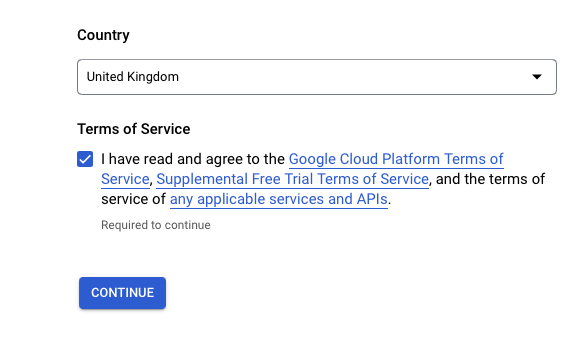 Country
United Kingdom
Terms of Service
I have read and agree to the Google Cloud Platform Terms of
Service, Supplemental Free Trial Terms of Service, and the terms of
service of any applicable services and APIs.
Required to continue
CONTINUE